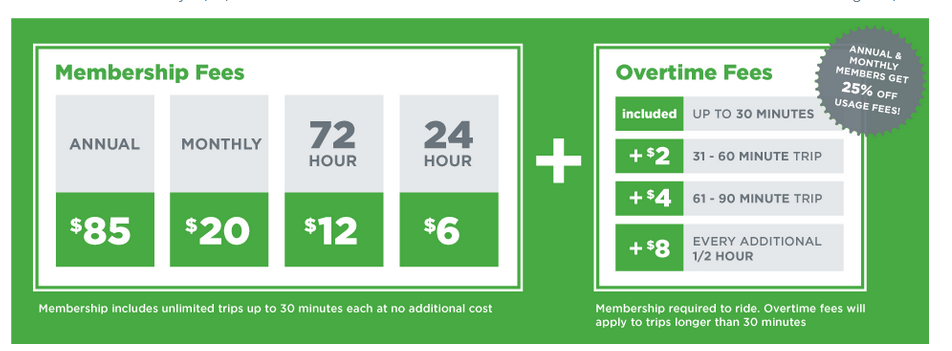 Membership Fees
ANNUAL
$85
MONTHLY
$20
72
HOUR
$12
24
HOUR
$6
Membership includes unlimited trips up to 30 minutes each at no additional cost
+
Overtime Fees
ANNUAL &
MONTHLY
MEMBERS GET
25% OFF
USAGE FEES!
included UP TO 30 MINUTES
+$2 31 - 60 MINUTE TRIP
+$4 61 - 90 MINUTE TRIP
+$8 EVERY ADDITIONAL
1/2 HOUR
Membership required to ride. Overtime fees will
apply to trips longer than 30 minutes